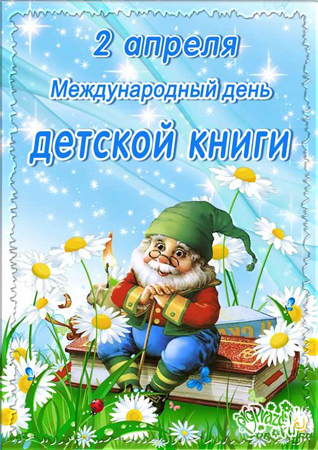 2 апреля
Международный день
детской книги